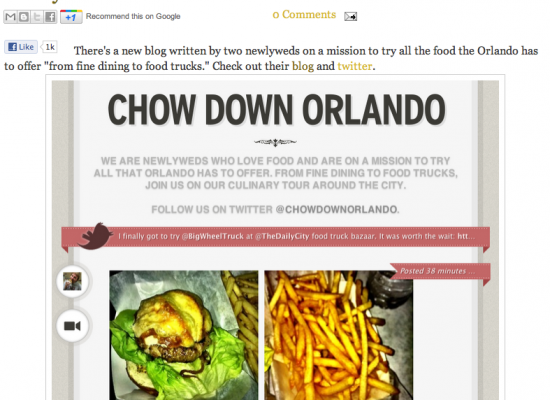 +1
Recommend this on Google
0 Comments
Like
1k
There's a new blog written by two newlyweds on a mission to try all the food the Orlando has
to offer "from fine dining to food trucks." Check out their blog and twitter.
CHOW DOWN ORLANDO
WE ARE NEWLYWEDS WHO LOVE FOOD AND ARE ON A MISSION TO TRY
ALL THAT ORLANDO HAS TO OFFER. FROM FINE DINING TO FOOD TRUCKS,
JOIN US ON OUR CULINARY TOUR AROUND THE CITY.
FOLLOW US ON TWITTER @CHOWDOWNORLANDO.
I finally got to try @BigWheelTruck at @TheDailyCity food truck bazaar. It was worth the wait: htt...
Posted 38 minutes ...